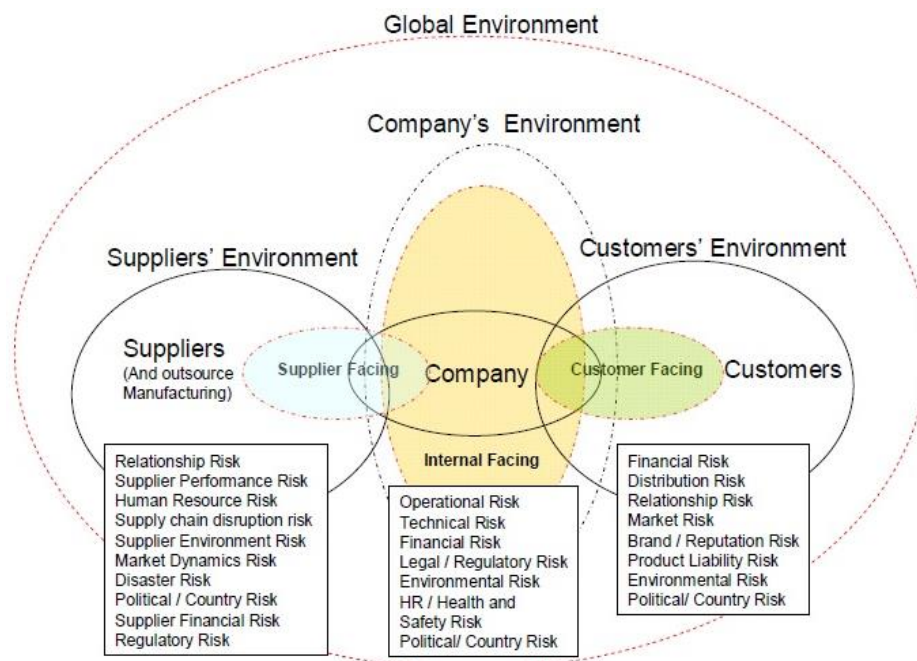 Global Environment
Company's Environment
Suppliers' Environment
Customers' Environment
Suppliers
(And outsource
Manufacturing)
Supplier Facing
Company
Customer Facing
Customers
Internal Facing
Relationship Risk
Supplier Performance Risk
Human Resource Risk
Supply chain disruption risk
Supplier Environment Risk
Market Dynamics Risk
Disaster Risk
Political / Country Risk
Supplier Financial Risk
Regulatory Risk
Operational Risk
Technical Risk
Financial Risk
Legal / Regulatory Risk
Environmental Risk
HR / Health and
Safety Risk
Political/ Country Risk
Financial Risk
Distribution Risk
Relationship Risk
Market Risk
Brand / Reputation Risk
Product Liability Risk
Environmental Risk
Political/ Country Risk